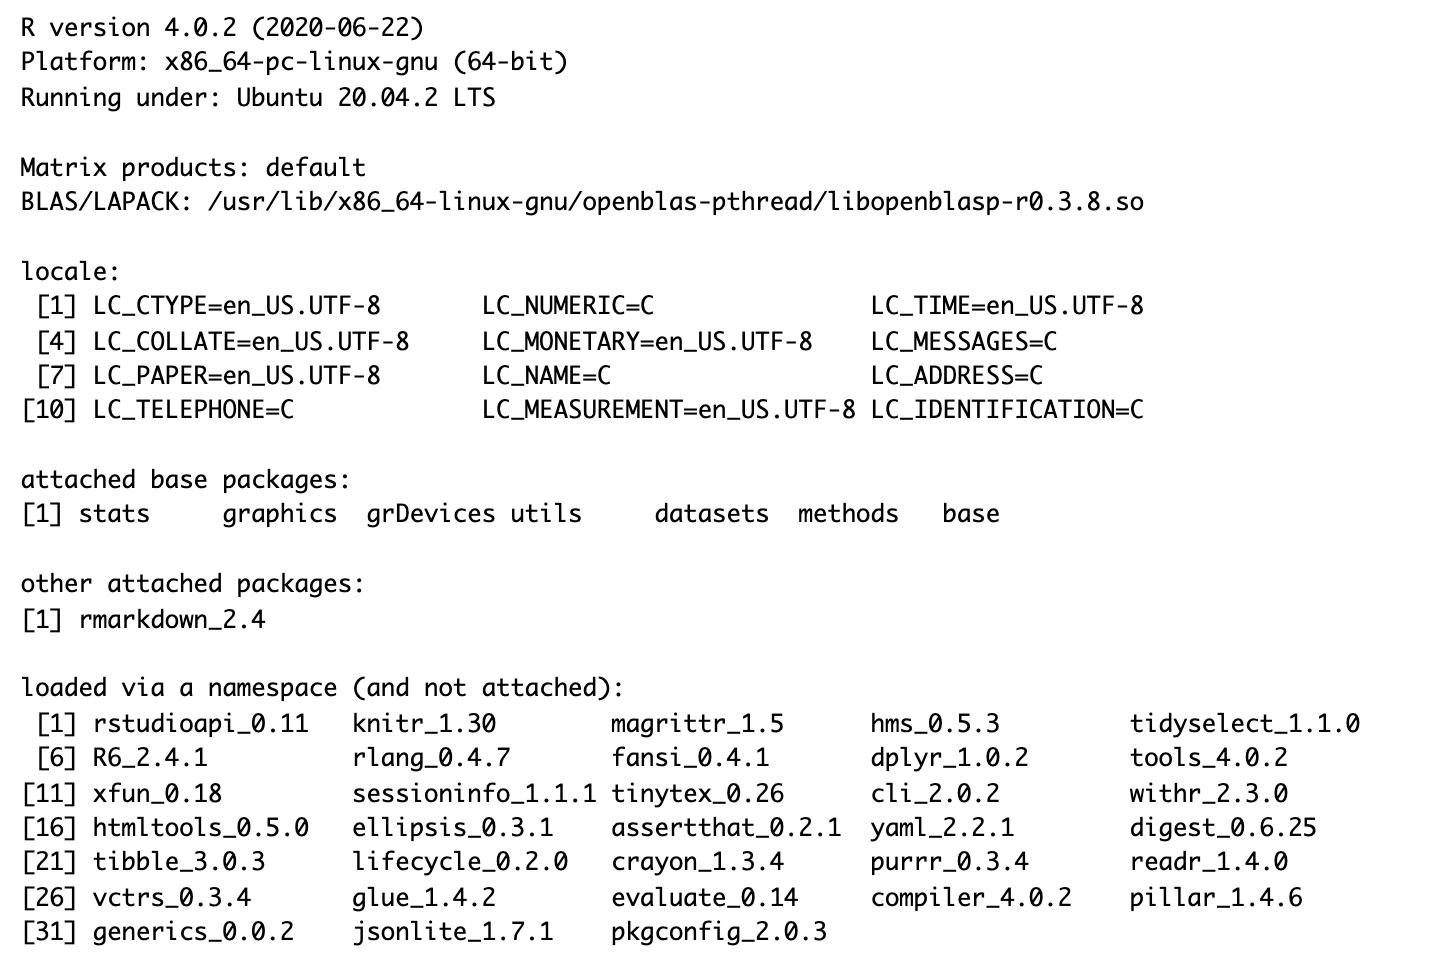 R version 4.0.2 (2020-06-22)
Platform: x86_64-pc-linux-gnu (64-bit)
Running under: Ubuntu 20.04.2 LTS

Matrix products: default
BLAS/LAPACK: /usr/lib/x86_64-linux-gnu/openblas-pthread/libopenblasp-r0.3.8.so

locale:
 [1] LC_CTYPE=en_US.UTF-8       LC_NUMERIC=C               LC_TIME=en_US.UTF-8
 [4] LC_COLLATE=en_US.UTF-8     LC_MONETARY=en_US.UTF-8    LC_MESSAGES=C
 [7] LC_PAPER=en_US.UTF-8       LC_NAME=C                  LC_ADDRESS=C
[10] LC_TELEPHONE=C             LC_MEASUREMENT=en_US.UTF-8 LC_IDENTIFICATION=C

attached base packages:
[1] stats     graphics  grDevices utils     datasets  methods   base

other attached packages:
[1] rmarkdown_2.4

loaded via a namespace (and not attached):
 [1] rstudioapi_0.11   knitr_1.30        magrittr_1.5      hms_0.5.3         tidyselect_1.1.0
 [6] R6_2.4.1          rlang_0.4.7       fansi_0.4.1       dplyr_1.0.2       tools_4.0.2
[11] xfun_0.18         sessioninfo_1.1.1 tinytex_0.26      cli_2.0.2         withr_2.3.0
[16] htmltools_0.5.0   ellipsis_0.3.1    assertthat_0.2.1  yaml_2.2.1        digest_0.6.25
[21] tibble_3.0.3      lifecycle_0.2.0   crayon_1.3.4      purrr_0.3.4       readr_1.4.0
[26] vctrs_0.3.4       glue_1.4.2        evaluate_0.14     compiler_4.0.2    pillar_1.4.6
[31] generics_0.0.2    jsonlite_1.7.1    pkgconfig_2.0.3